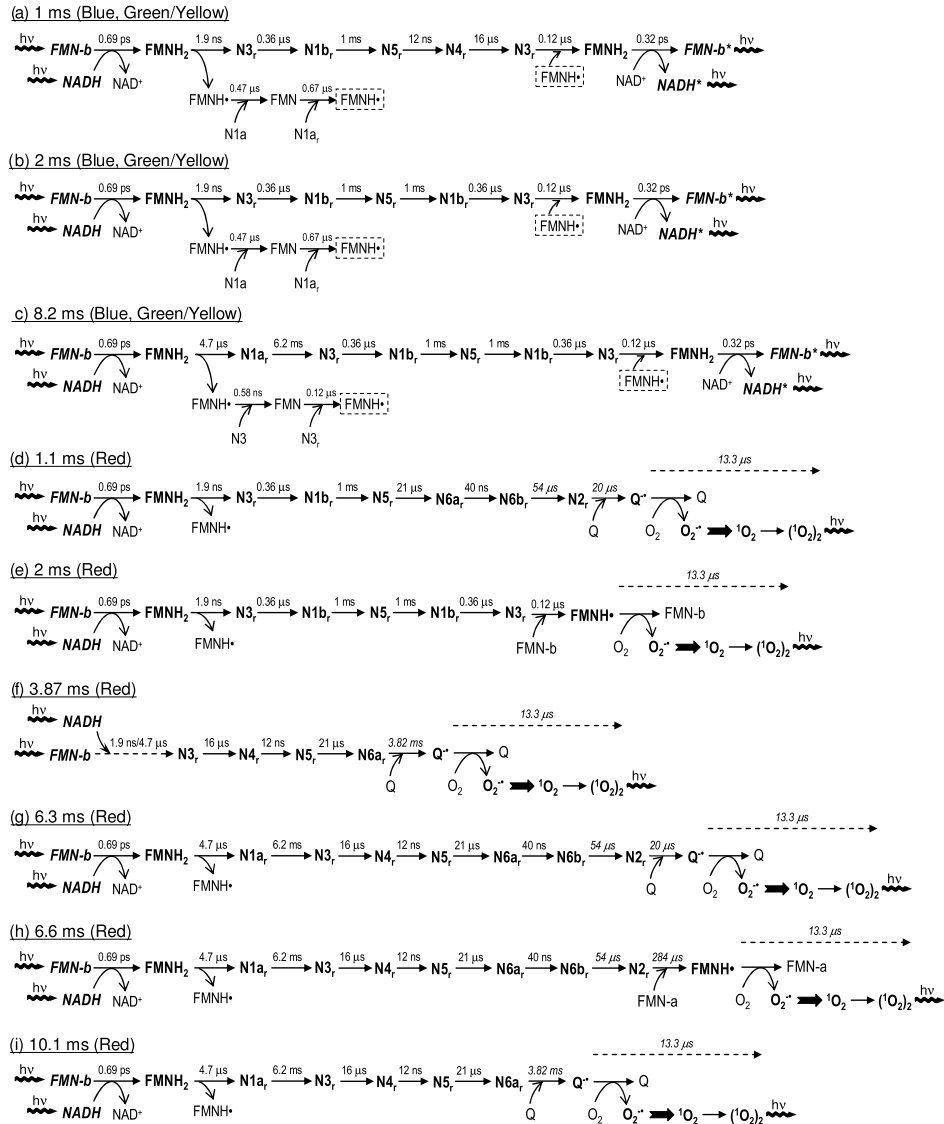 (a) 1 ms (Blue, Green/Yellow)
hν FMN-b 0.69 ps FMNH₂ 1.9 ns N3ᵣ 0.36 μs N1bᵣ 1 ms N5ᵣ 12 ns N4ᵣ 16 μs N3ᵣ 0.12 μs FMNH₂ 0.32 ps FMN-b* hν
hν NADH NAD⁺ FMNH• NAD⁺ NADH* hν
FMNH• 0.47 μs FMN 0.67 μs FMNH•
N1a N1aᵣ
(b) 2 ms (Blue, Green/Yellow)
hν FMN-b 0.69 ps FMNH₂ 1.9 ns N3ᵣ 0.36 μs N1bᵣ 1 ms N5ᵣ 1 ms N1bᵣ 0.36 μs N3ᵣ 0.12 μs FMNH₂ 0.32 ps FMN-b* hν
hν NADH NAD⁺ FMNH• NAD⁺ NADH* hν
FMNH• 0.47 μs FMN 0.67 μs FMNH•
N1a N1aᵣ
c) 8.2 ms (Blue, Green/Yellow)
hν FMN-b 0.69 ps FMNH₂ 4.7 μs N1aᵣ 6.2 ms N3ᵣ 0.36 μs N1bᵣ 1 ms N5ᵣ 1 ms N1bᵣ 0.36 μs N3ᵣ 0.12 μs FMNH₂ 0.32 ps FMN-b* hν
hν NADH NAD⁺ FMNH• NAD⁺ NADH* hν
FMNH• 0.58 ns FMN 0.12 μs FMNH•
N3 N3ᵣ
(d) 1.1 ms (Red)
13.3 μs
hν FMN-b 0.69 ps FMNH₂ 1.9 ns N3ᵣ 0.36 μs N1bᵣ 1 ms N5ᵣ 21 μs N6aᵣ 40 ns N6bᵣ 54 μs N2ᵣ 20 μs Q⁻• Q
hν NADH NAD⁺ FMNH• Q O₂ O₂⁻• ¹O₂ (¹O₂)₂ hν
(e) 2 ms (Red)
13.3 μs
hν FMN-b 0.69 ps FMNH₂ 1.9 ns N3ᵣ 0.36 μs N1bᵣ 1 ms N5ᵣ 1 ms N1bᵣ 0.36 μs N3ᵣ 0.12 μs FMNH• FMN-b
hν NADH NAD⁺ FMNH• FMN-b O₂ O₂⁻• ¹O₂ (¹O₂)₂ hν
(f) 3.87 ms (Red)
hν NADH 13.3 μs
hν FMN-b 1.9 ns/4.7 μs N3ᵣ 16 μs N4ᵣ 12 ns N5ᵣ 21 μs N6aᵣ 3.82 ms Q⁻• Q
Q O₂ O₂⁻• ¹O₂ (¹O₂)₂ hν
(g) 6.3 ms (Red)
13.3 μs
hν FMN-b 0.69 ps FMNH₂ 4.7 μs N1aᵣ 6.2 ms N3ᵣ 16 μs N4ᵣ 12 ns N5ᵣ 21 μs N6aᵣ 40 ns N6bᵣ 54 μs N2ᵣ 20 μs Q⁻• Q
hν NADH NAD⁺ FMNH• Q O₂ O₂⁻• ¹O₂ (¹O₂)₂ hν
(h) 6.6 ms (Red)
13.3 μs
hν FMN-b 0.69 ps FMNH₂ 4.7 μs N1aᵣ 6.2 ms N3ᵣ 16 μs N4ᵣ 12 ns N5ᵣ 21 μs N6aᵣ 40 ns N6bᵣ 54 μs N2ᵣ 284 μs FMNH• FMN-a
hν NADH NAD⁺ FMNH• FMN-a O₂ O₂⁻• ¹O₂ (¹O₂)₂ hν
(i) 10.1 ms (Red)
13.3 μs
hν FMN-b 0.69 ps FMNH₂ 4.7 μs N1aᵣ 6.2 ms N3ᵣ 16 μs N4ᵣ 12 ns N5ᵣ 21 μs N6aᵣ 3.82 ms Q⁻• Q
hν NADH NAD⁺ FMNH• Q O₂ O₂⁻• ¹O₂ (¹O₂)₂ hν